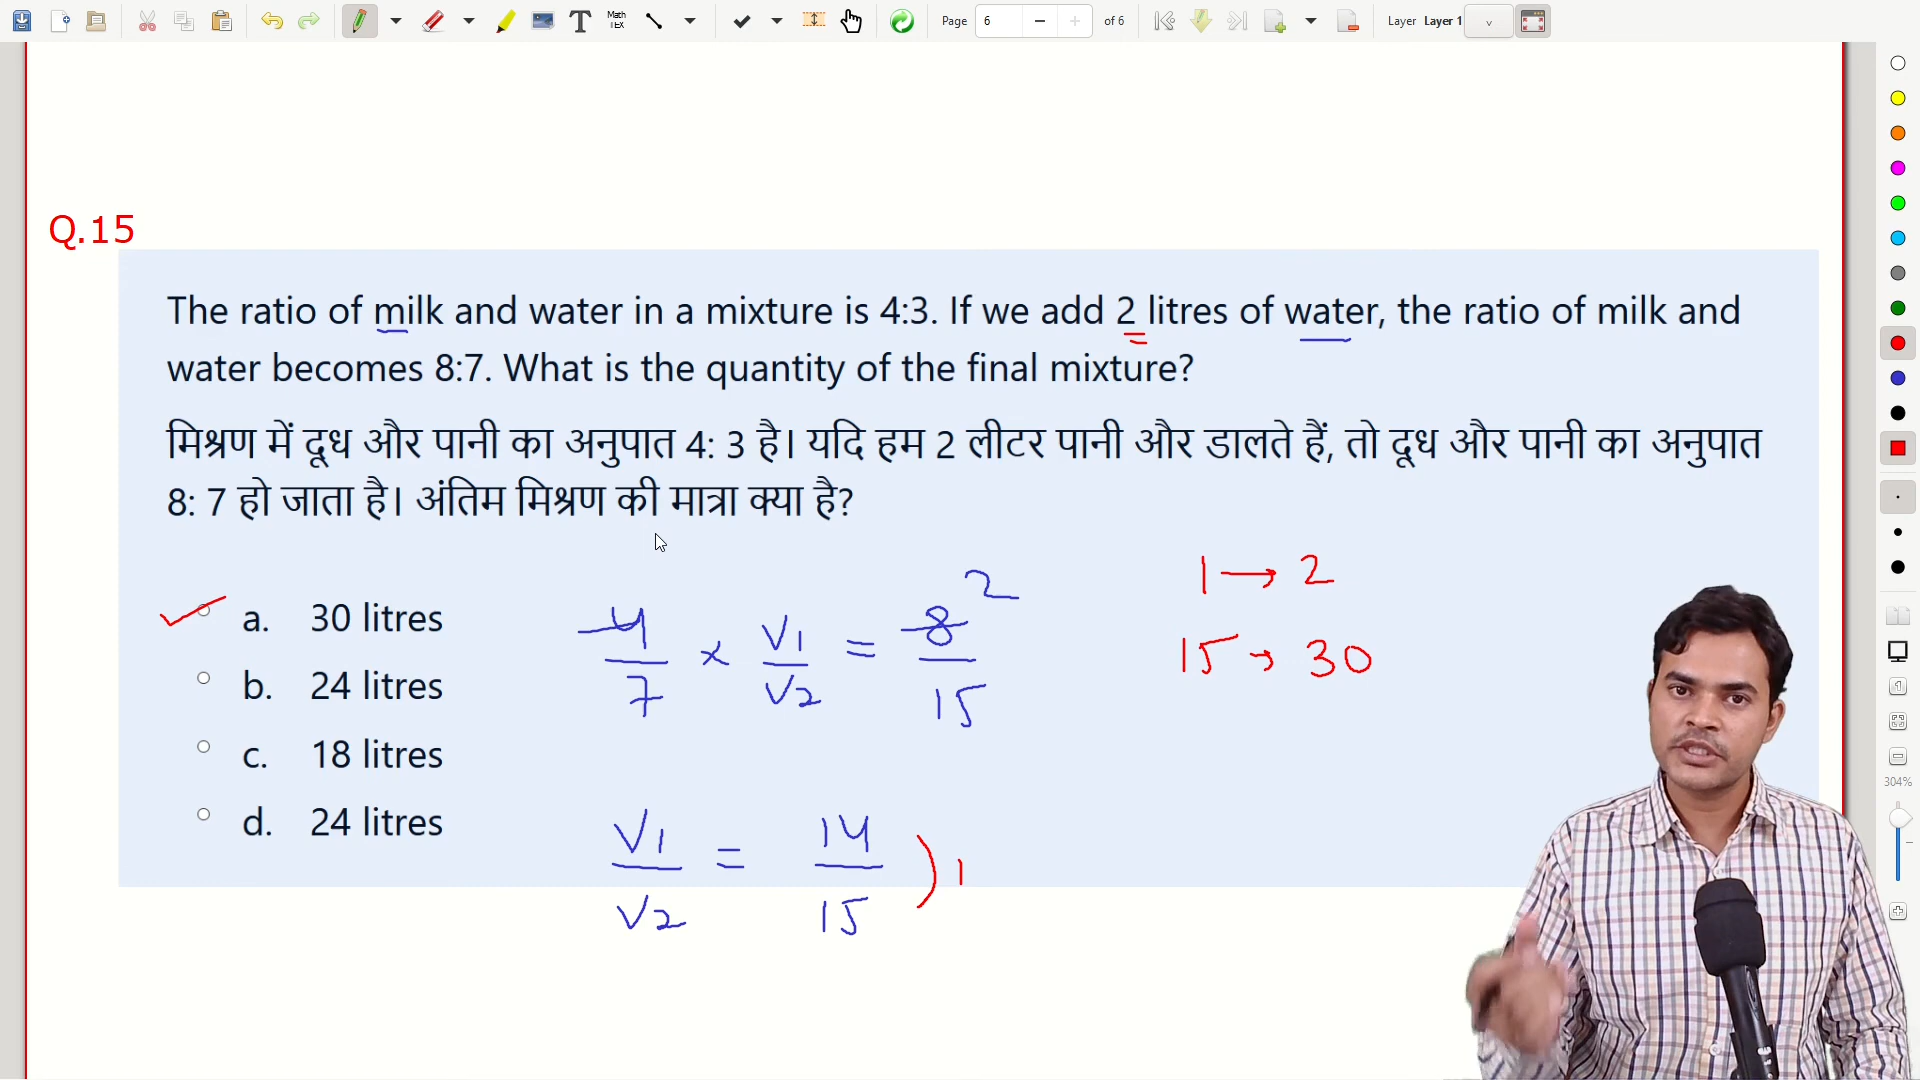 Page 6 of 6 Layer Layer 1
Math
TEX
Q.15
The ratio of milk and water in a mixture is 4:3. If we add 2 litres of water, the ratio of milk and
water becomes 8:7. What is the quantity of the final mixture?
मिश्रण में दूध और पानी का अनुपात 4: 3 है। यदि हम 2 लीटर पानी और डालते हैं, तो दूध और पानी का अनुपात
8: 7 हो जाता है। अंतिम मिश्रण की मात्रा क्या है?
a. 30 litres
b. 24 litres
c. 18 litres
d. 24 litres
2
4/7 × V1/V2 = 8/15
V1/V2 = 14/15 ) 1
1 → 2
15 → 30
304%